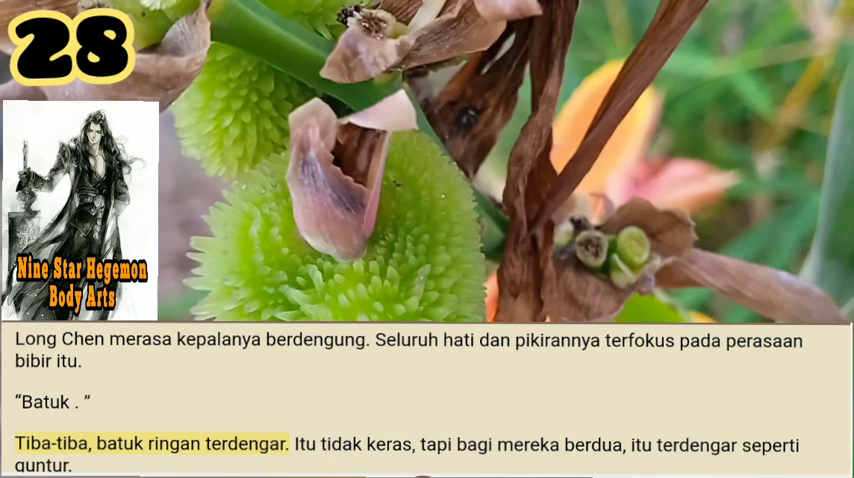 28
Nine Star Hegemon
Body Arts
Long Chen merasa kepalanya berdengung. Seluruh hati dan pikirannya terfokus pada perasaan
bibir itu.
“Batuk . ”
Tiba-tiba, batuk ringan terdengar. Itu tidak keras, tapi bagi mereka berdua, itu terdengar seperti
guntur.